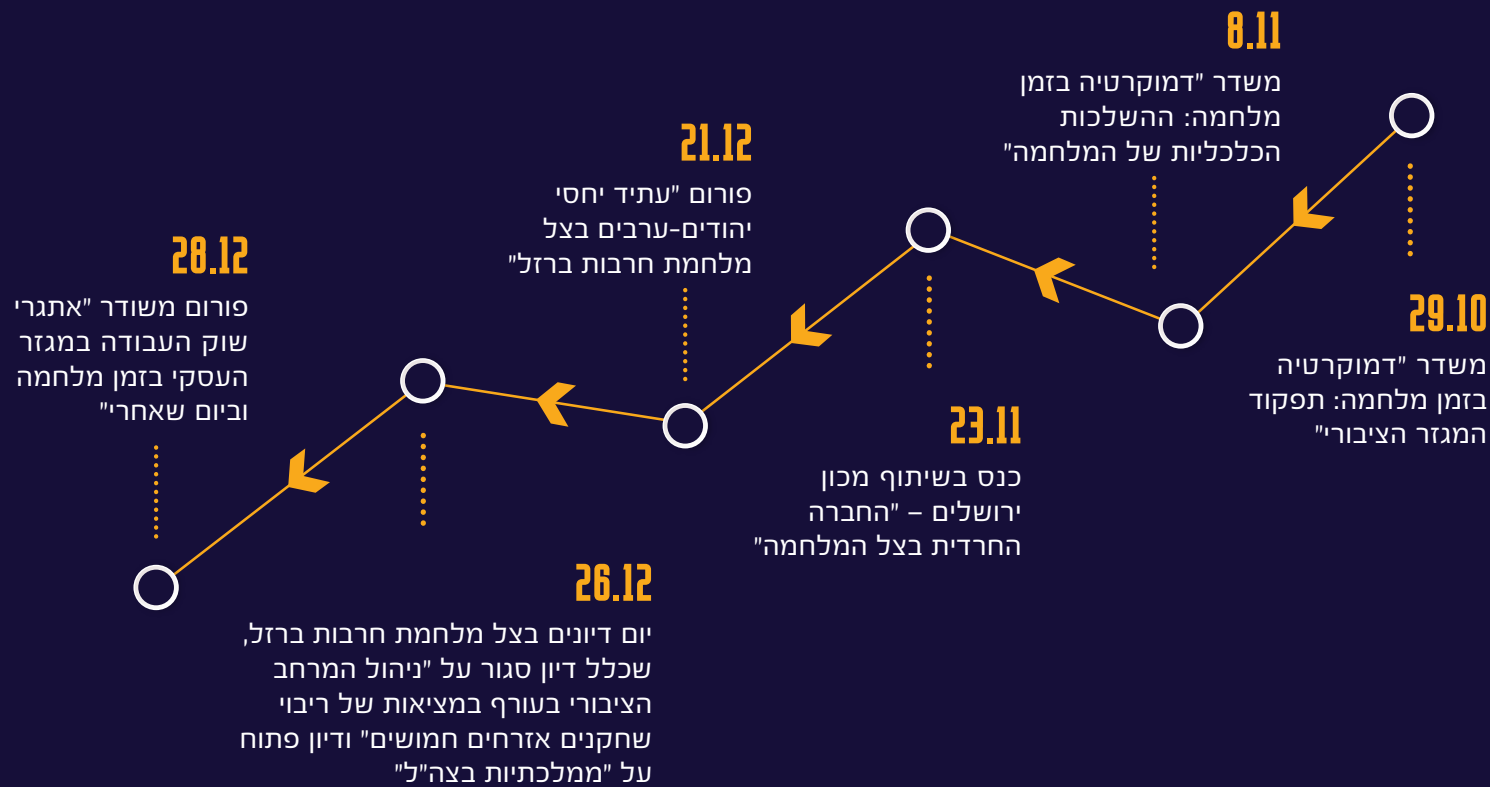 29.10
משדר "דמוקרטיה
בזמן מלחמה: תפקוד
המגזר הציבורי"
8.11
משדר "דמוקרטיה בזמן
מלחמה: ההשלכות
הכלכליות של המלחמה"
23.11
כנס בשיתוף מכון
ירושלים – "החברה
החרדית בצל המלחמה"
21.12
פורום "עתיד יחסי
יהודים-ערבים בצל
מלחמת חרבות ברזל"
26.12
יום דיונים בצל מלחמת חרבות ברזל,
שכלל דיון סגור על "ניהול המרחב
הציבורי בעורף במציאות של ריבוי
שחקנים אזרחים חמושים" ודיון פתוח
על "ממלכתיות בצה"ל"
28.12
פורום משודר "אתגרי
שוק העבודה במגזר
העסקי בזמן מלחמה
וביום שאחרי"